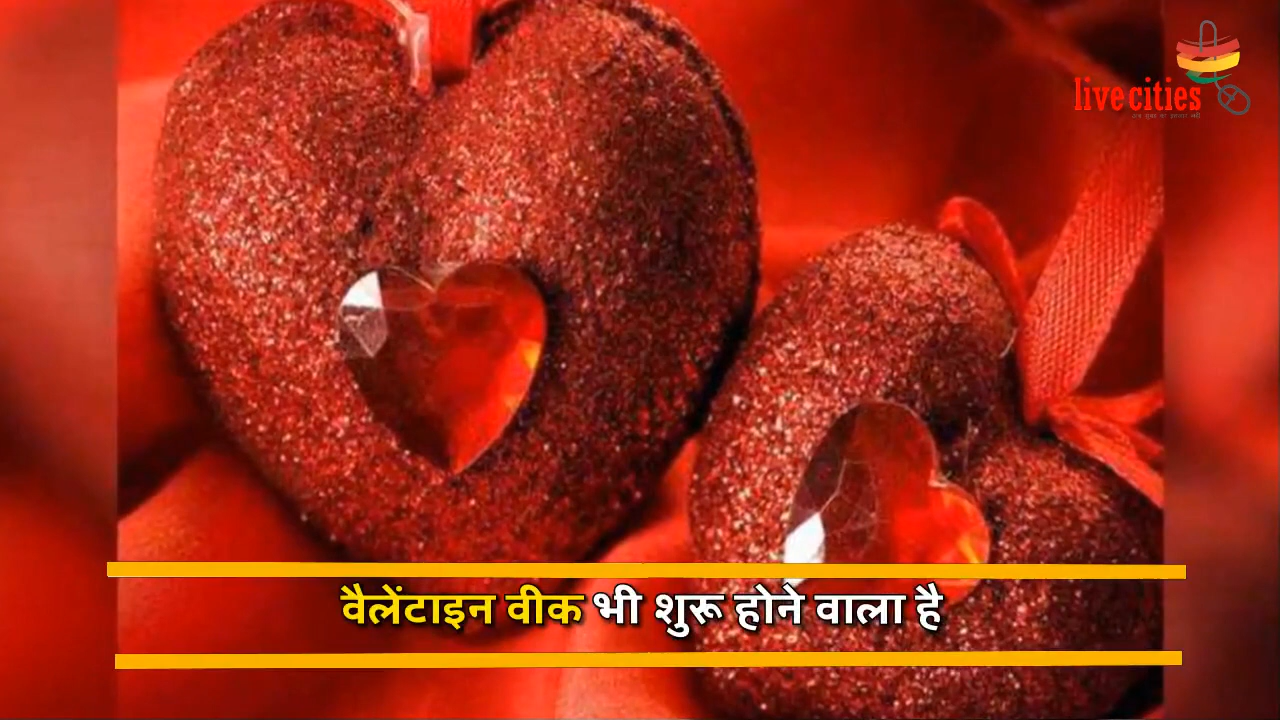 livecities
वैलेंटाइन वीक भी शुरू होने वाला है